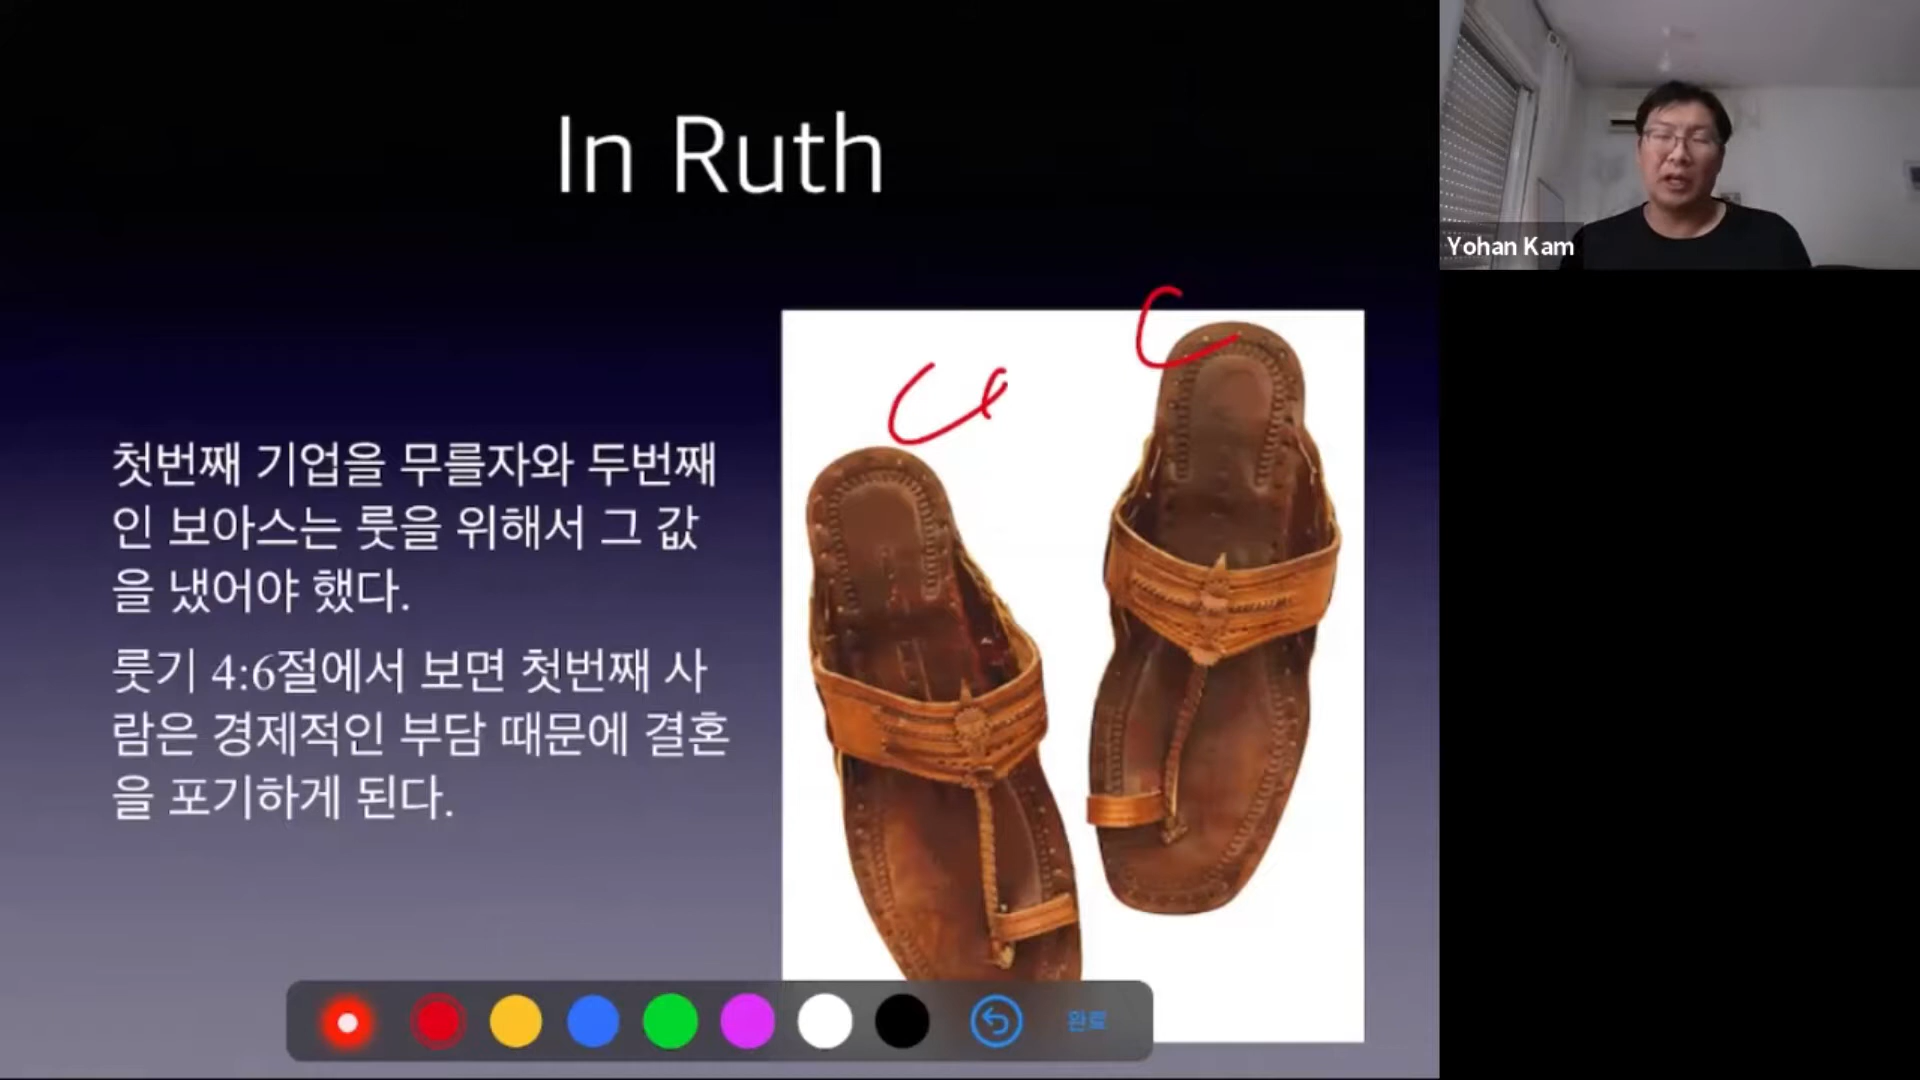 In Ruth
Yohan Kam
첫번째 기업을 무를자와 두번째
인 보아스는 룻을 위해서 그 값
을 냈어야 했다.
룻기 4:6절에서 보면 첫번째 사
람은 경제적인 부담 때문에 결혼
을 포기하게 된다.
완료